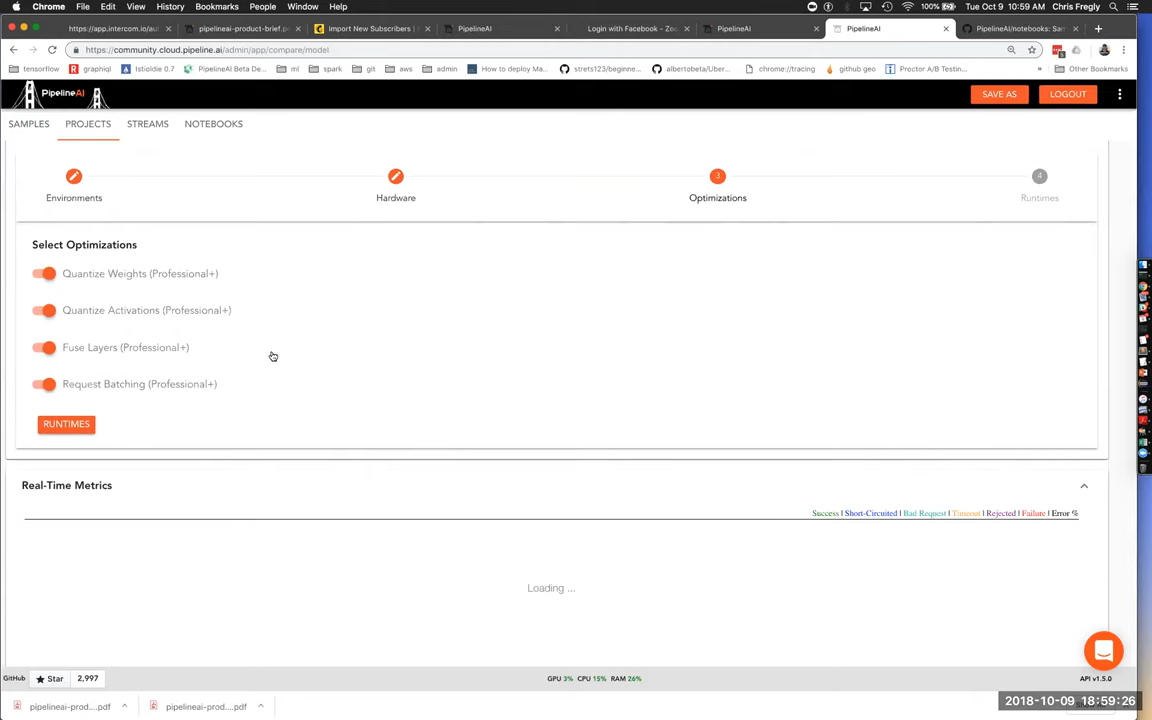 Chrome File Edit View History Bookmarks People Window Help 100% Tue Oct 9 10:59 AM Chris Fregly
https://app.intercom.io/a
pipelineai-product-brief.p
Import New Subscribers |
PipelineAI
Login with Facebook - Zoo
PipelineAI
PipelineAI
PipelineAI/notebooks: Sam
https://community.cloud.pipeline.ai/admin/app/compare/model
tensorflow graphiql IstioIdie 0.7 PipelineAI Beta De... ml spark git aws admin How to deploy Ma... strets123/beginne... albertobeta/Uber... chrome://tracing github geo Proctor A/B Testin... » Other Bookmarks
PipelineAI SAVE AS LOGOUT
SAMPLES PROJECTS STREAMS NOTEBOOKS
3 4
Environments Hardware Optimizations Runtimes
Select Optimizations
Quantize Weights (Professional+)
Quantize Activations (Professional+)
Fuse Layers (Professional+)
Request Batching (Professional+)
RUNTIMES
Real-Time Metrics
Success | Short-Circuited | Bad Request | Timeout | Rejected | Failure | Error %
Loading ...
GitHub Star 2,997 GPU 3% CPU 15% RAM 26% API v1.5.0
pipelineai-prod....pdf pipelineai-prod....pdf
2018-10-09 18:59:26